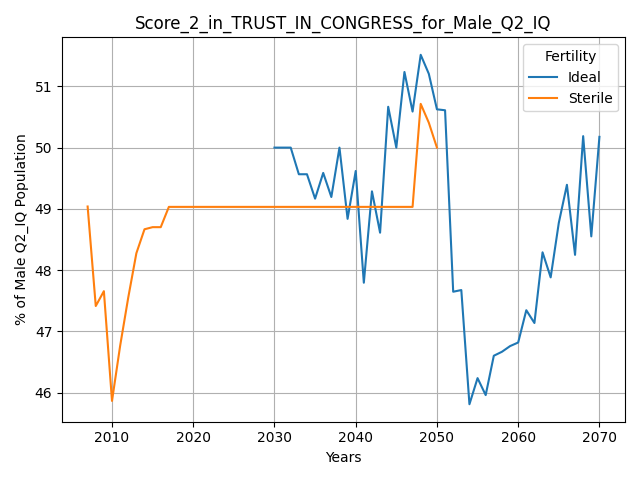 Score_2_in_TRUST_IN_CONGRESS_for_Male_Q2_IQ
% of Male Q2_IQ Population
51
50
49
48
47
46
Fertility
Ideal
Sterile
2010 2020 2030 2040 2050 2060 2070
Years